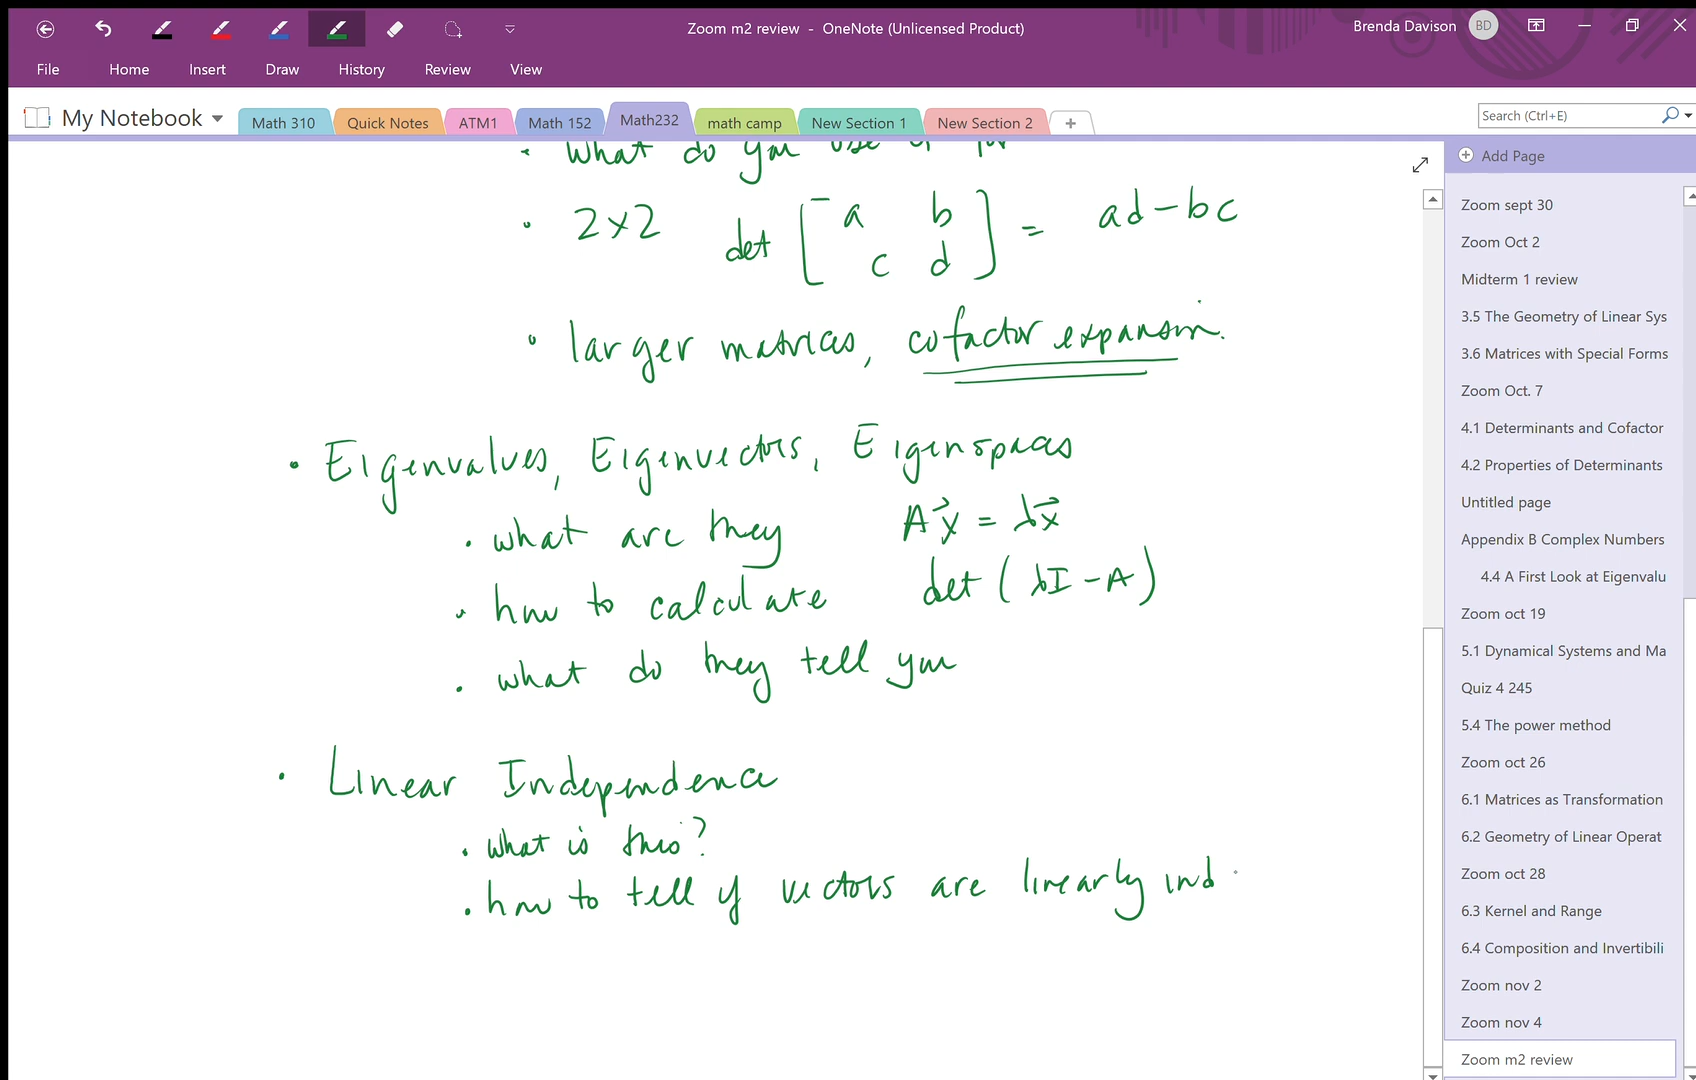 Zoom m2 review - OneNote (Unlicensed Product)
Brenda Davison
BD
File Home Insert Draw History Review View
My Notebook
Math 310
Quick Notes
ATM1
Math 152
Math232
math camp
New Section 1
New Section 2
+
Search (Ctrl+E)
Add Page
Zoom sept 30
Zoom Oct 2
Midterm 1 review
3.5 The Geometry of Linear Sys
3.6 Matrices with Special Forms
Zoom Oct. 7
4.1 Determinants and Cofactor
4.2 Properties of Determinants
Untitled page
Appendix B Complex Numbers
4.4 A First Look at Eigenvalu
Zoom oct 19
5.1 Dynamical Systems and Ma
Quiz 4 245
5.4 The power method
Zoom oct 26
6.1 Matrices as Transformation
6.2 Geometry of Linear Operat
Zoom oct 28
6.3 Kernel and Range
6.4 Composition and Invertibili
Zoom nov 2
Zoom nov 4
Zoom m2 review
• what do you use it for
• 2x2 det [a b
c d] = ad-bc
• larger matrices, cofactor expansion.
• Eigenvalues, Eigenvectors, Eigenspaces
• what are they A x⃗ = λx⃗
• how to calculate det (λI - A)
• what do they tell you
• Linear Independence
• what is this?
• how to tell if vectors are linearly ind